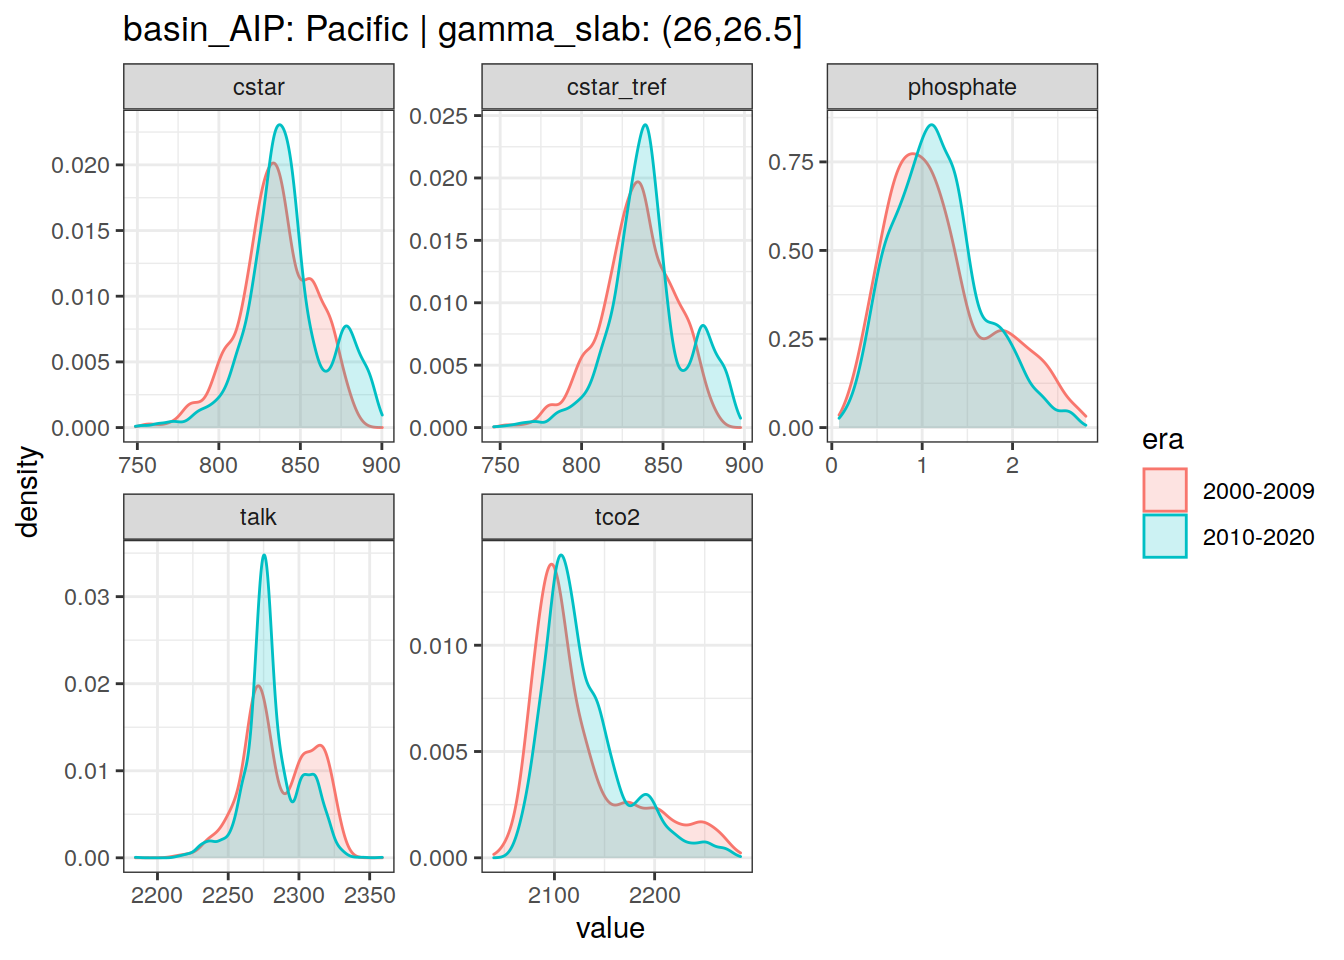 basin_AIP: Pacific | gamma_slab: (26,26.5]
cstar
cstar_tref
phosphate
0.020
0.015
0.010
0.005
0.000
750 800 850 900
0.025
0.020
0.015
0.010
0.005
0.000
750 800 850 900
0.75
0.50
0.25
0.00
0 1 2
density
talk
tco2
0.03
0.02
0.01
0.00
2200 2250 2300 2350
0.010
0.005
0.000
2100 2200
value
era
2000-2009
2010-2020